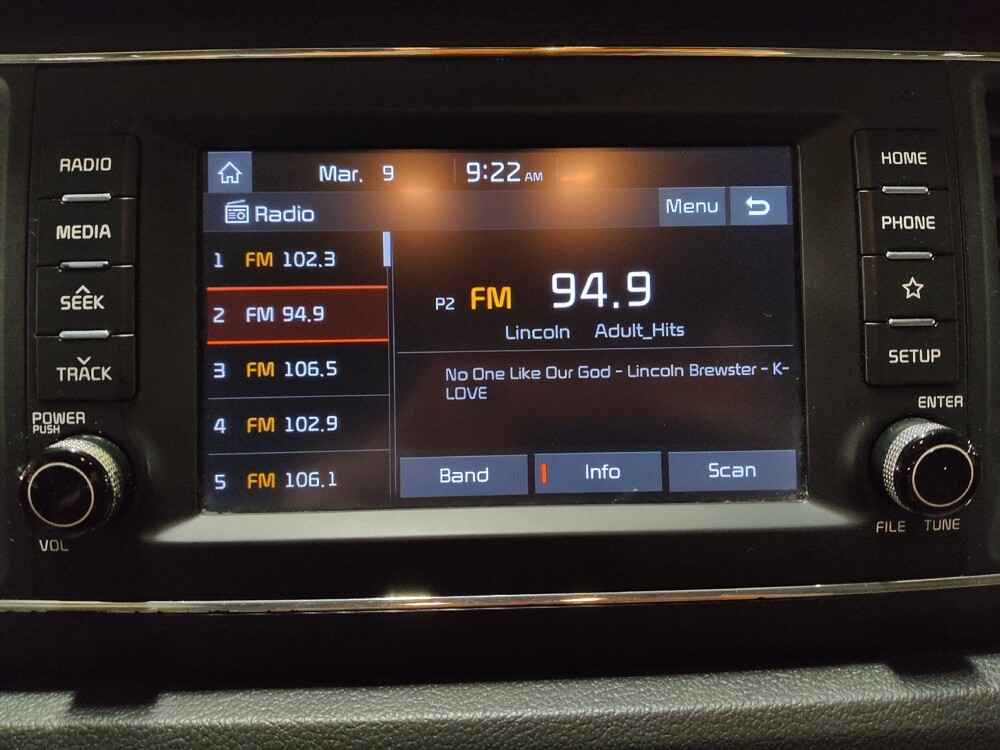 RADIO
MEDIA
SEEK
TRACK
POWER
PUSH
VOL
Mar. 9 9:22 AM
Radio Menu
1 FM 102.3
2 FM 94.9
3 FM 106.5
4 FM 102.9
5 FM 106.1
P2 FM 94.9
Lincoln Adult_Hits
No One Like Our God - Lincoln Brewster - K-
LOVE
Band Info Scan
HOME
PHONE
SETUP
ENTER
FILE TUNE